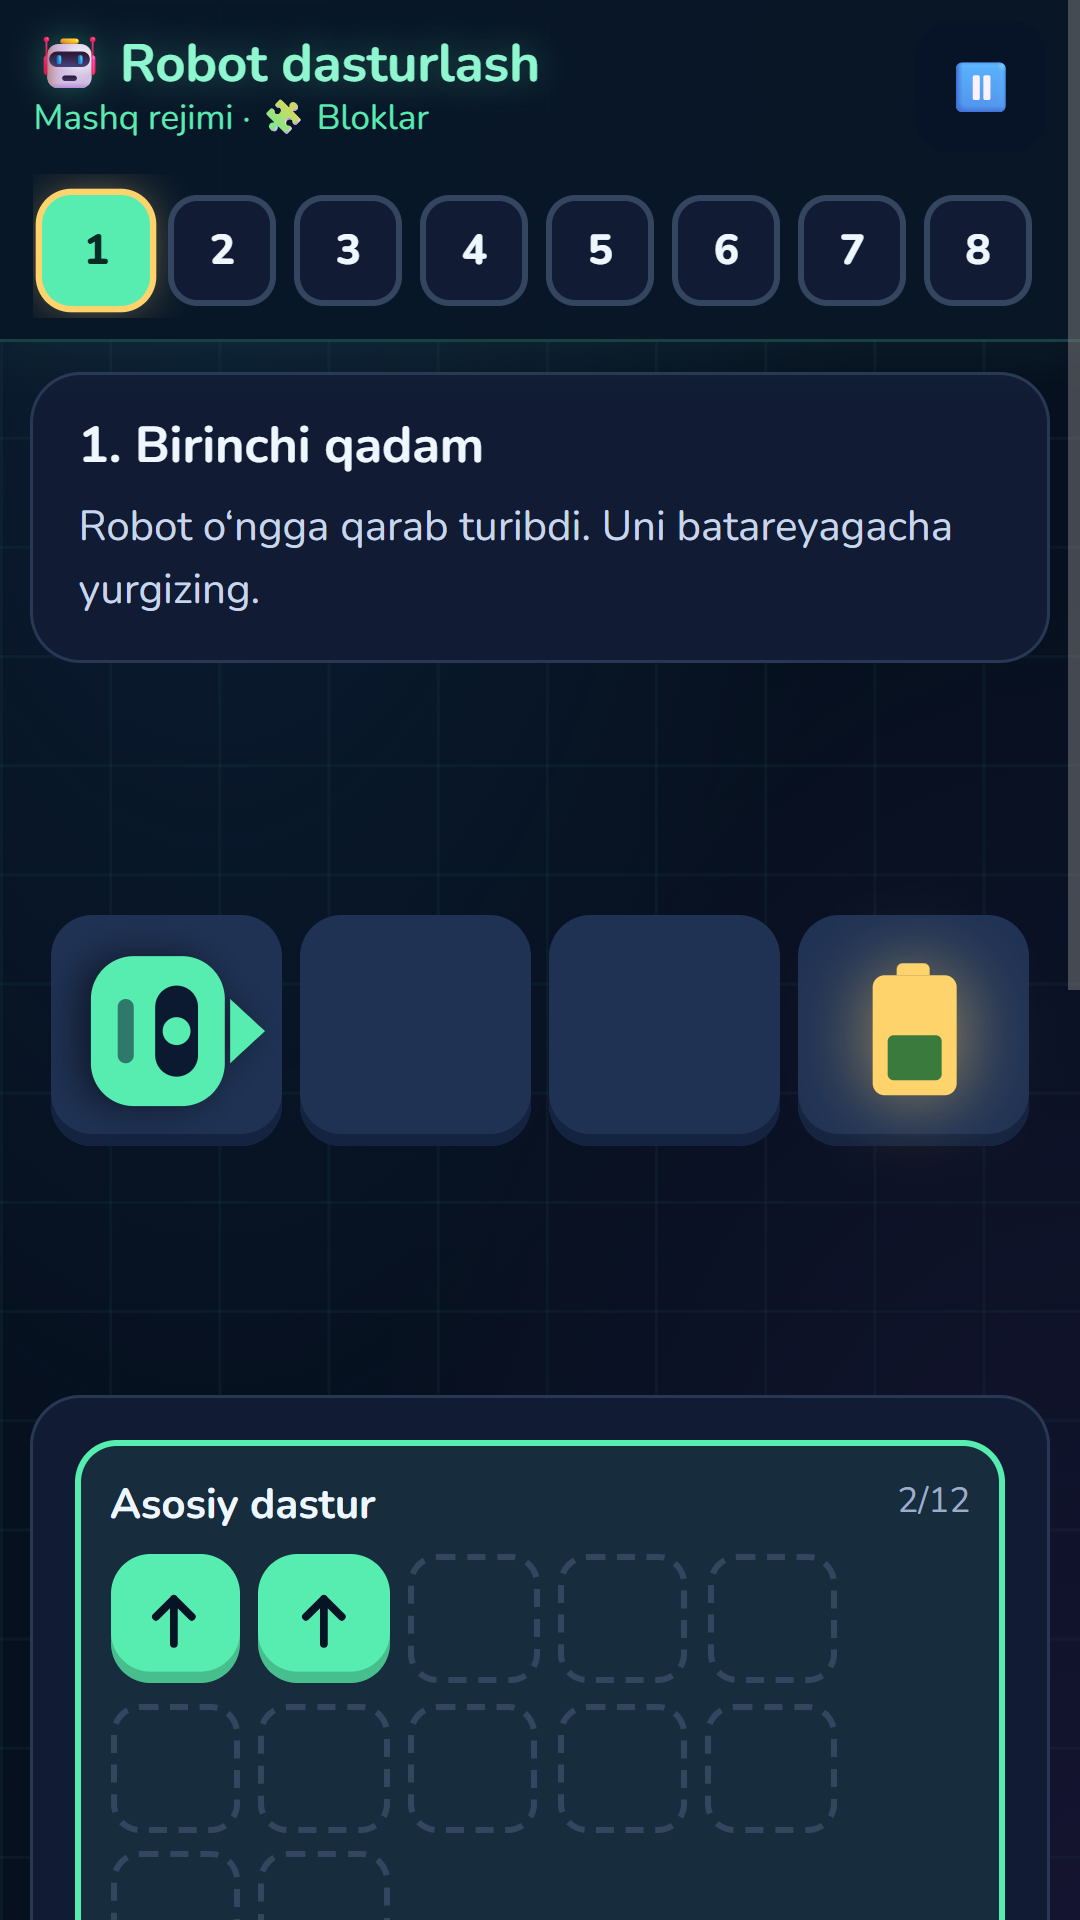 Robot dasturlash
Mashq rejimi · Bloklar
1 2 3 4 5 6 7 8
1. Birinchi qadam
Robot o‘ngga qarab turibdi. Uni batareyagacha
yurgizing.
Asosiy dastur 2/12